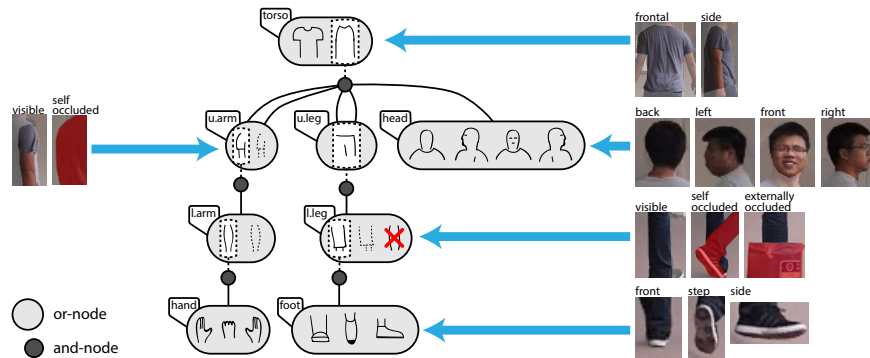 torso
frontal side
visible
self
occluded
u.arm
u.leg
head
back left front right
l.arm
l.leg
visible
self
occluded
externally
occluded
hand
foot
front step side
or-node
and-node